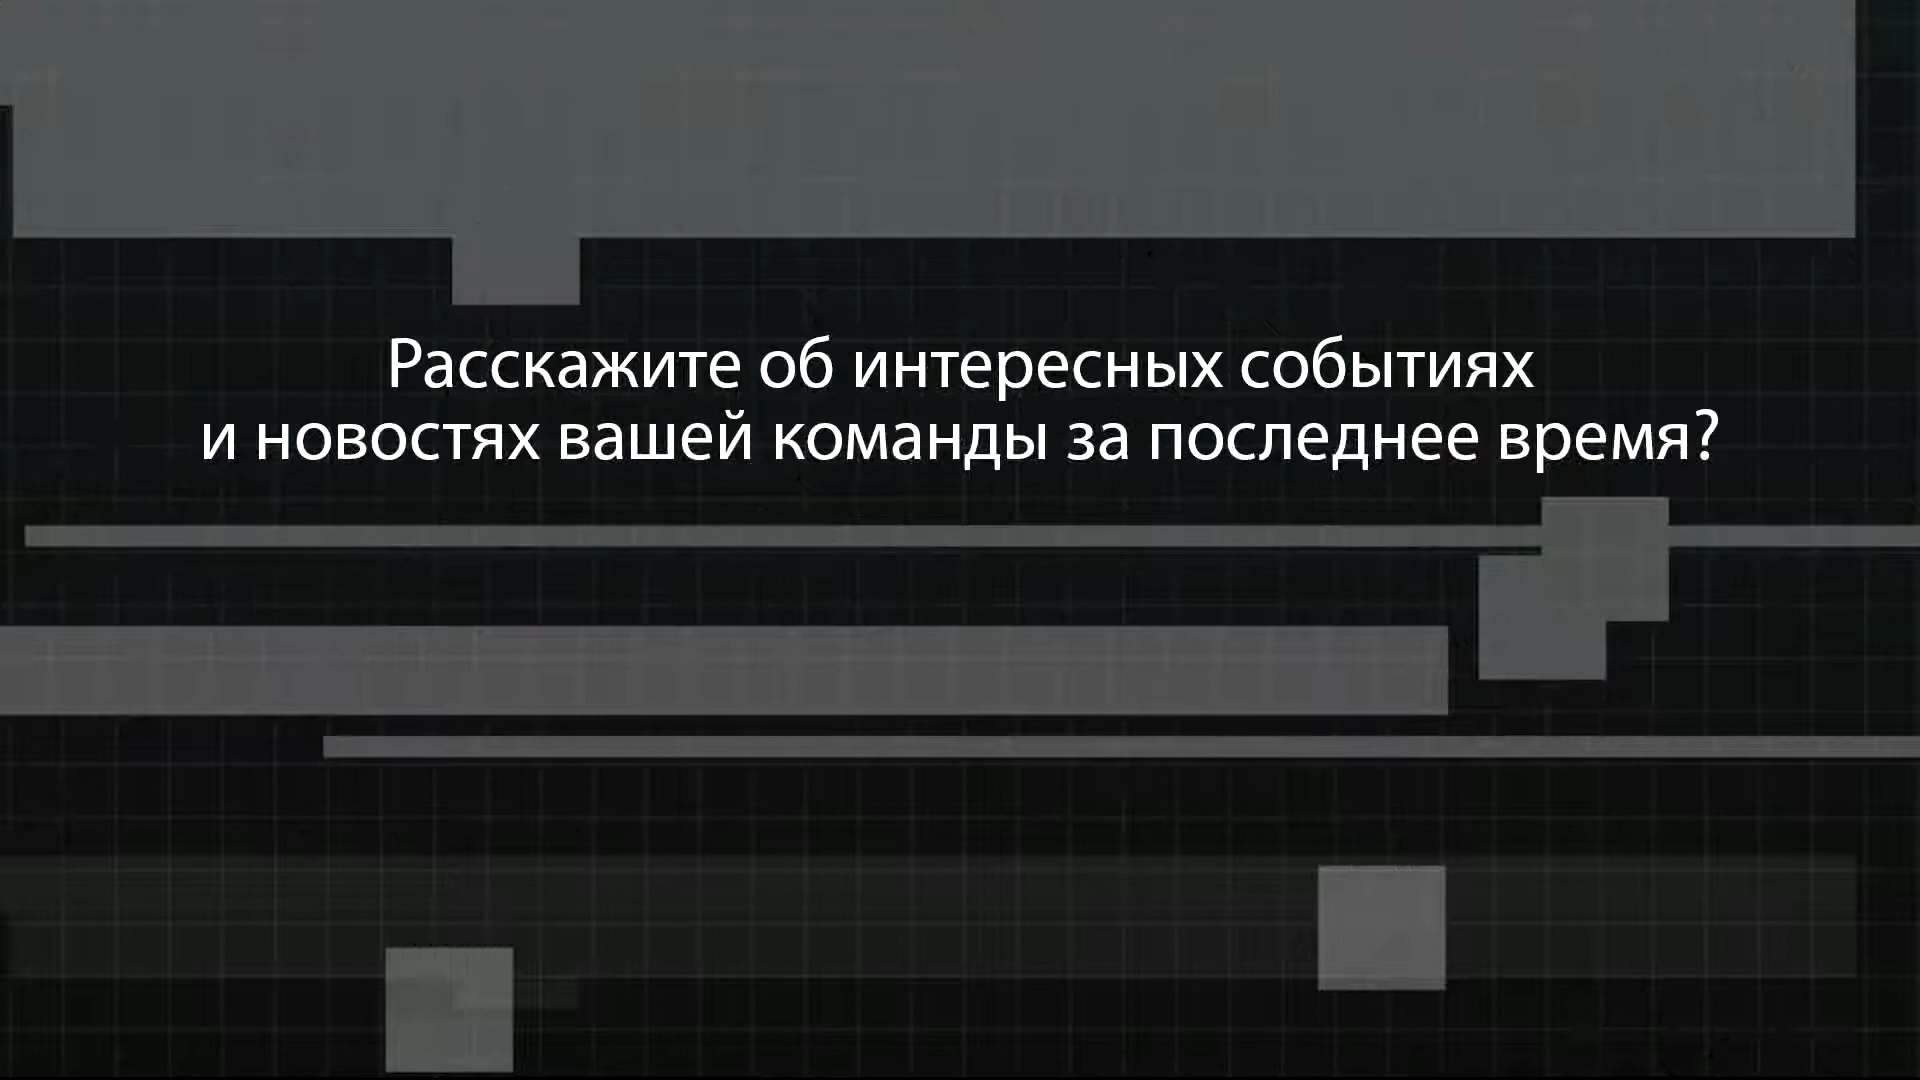 Расскажите об интересных событиях
и новостях вашей команды за последнее время?